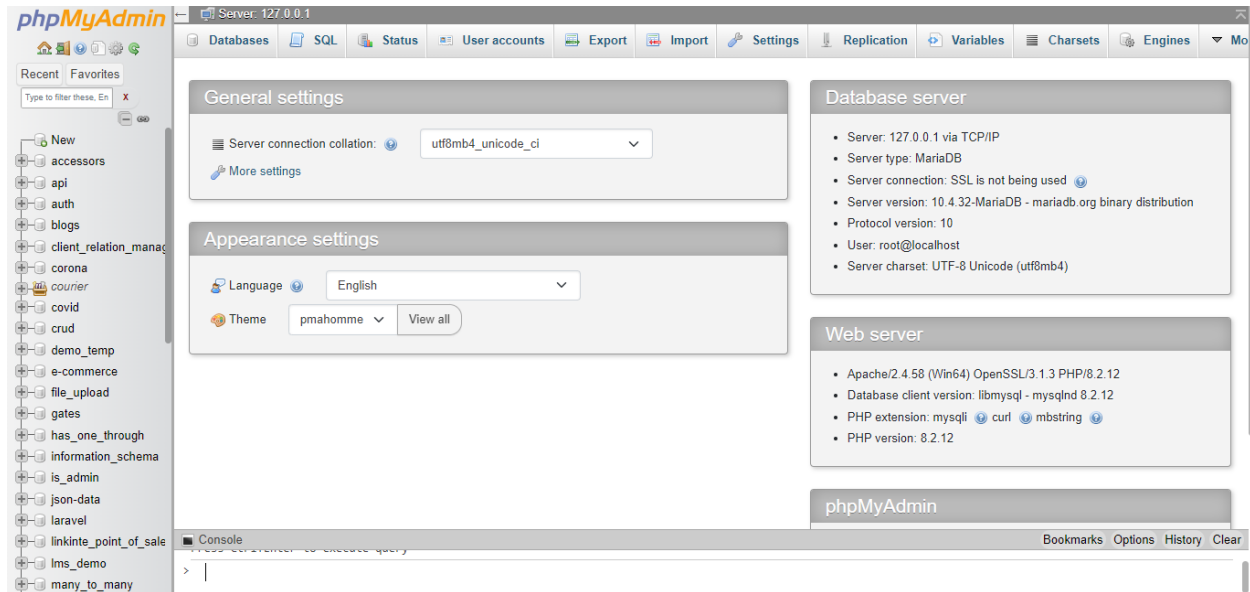 phpMyAdmin
Recent Favorites
Type to filter these, En X
New
accessors
api
auth
blogs
client_relation_manag
corona
courier
covid
crud
demo_temp
e-commerce
file_upload
gates
has_one_through
information_schema
is_admin
json-data
laravel
linkinte_point_of_sale
lms_demo
many_to_many
Server: 127.0.0.1
Databases SQL Status User accounts Export Import Settings Replication Variables Charsets Engines Mo
General settings
Server connection collation: utf8mb4_unicode_ci
More settings
Appearance settings
Language English
Theme pmahomme View all
Database server
• Server: 127.0.0.1 via TCP/IP
• Server type: MariaDB
• Server connection: SSL is not being used
• Server version: 10.4.32-MariaDB - mariadb.org binary distribution
• Protocol version: 10
• User: root@localhost
• Server charset: UTF-8 Unicode (utf8mb4)
Web server
• Apache/2.4.58 (Win64) OpenSSL/3.1.3 PHP/8.2.12
• Database client version: libmysql - mysqlnd 8.2.12
• PHP extension: mysqli curl mbstring
• PHP version: 8.2.12
phpMyAdmin
Console Bookmarks Options History Clear
Press Ctrl+Enter to execute query
>